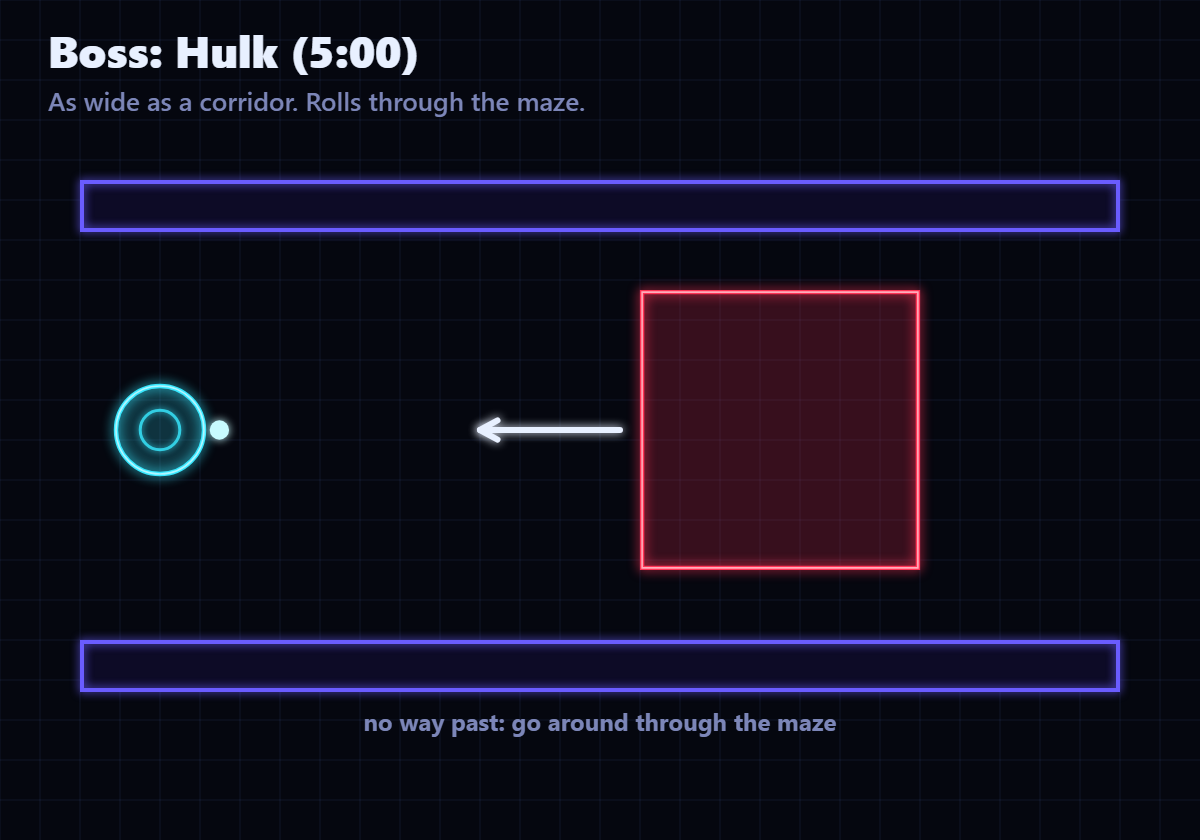 Boss: Hulk (5:00)
As wide as a corridor. Rolls through the maze.
no way past: go around through the maze